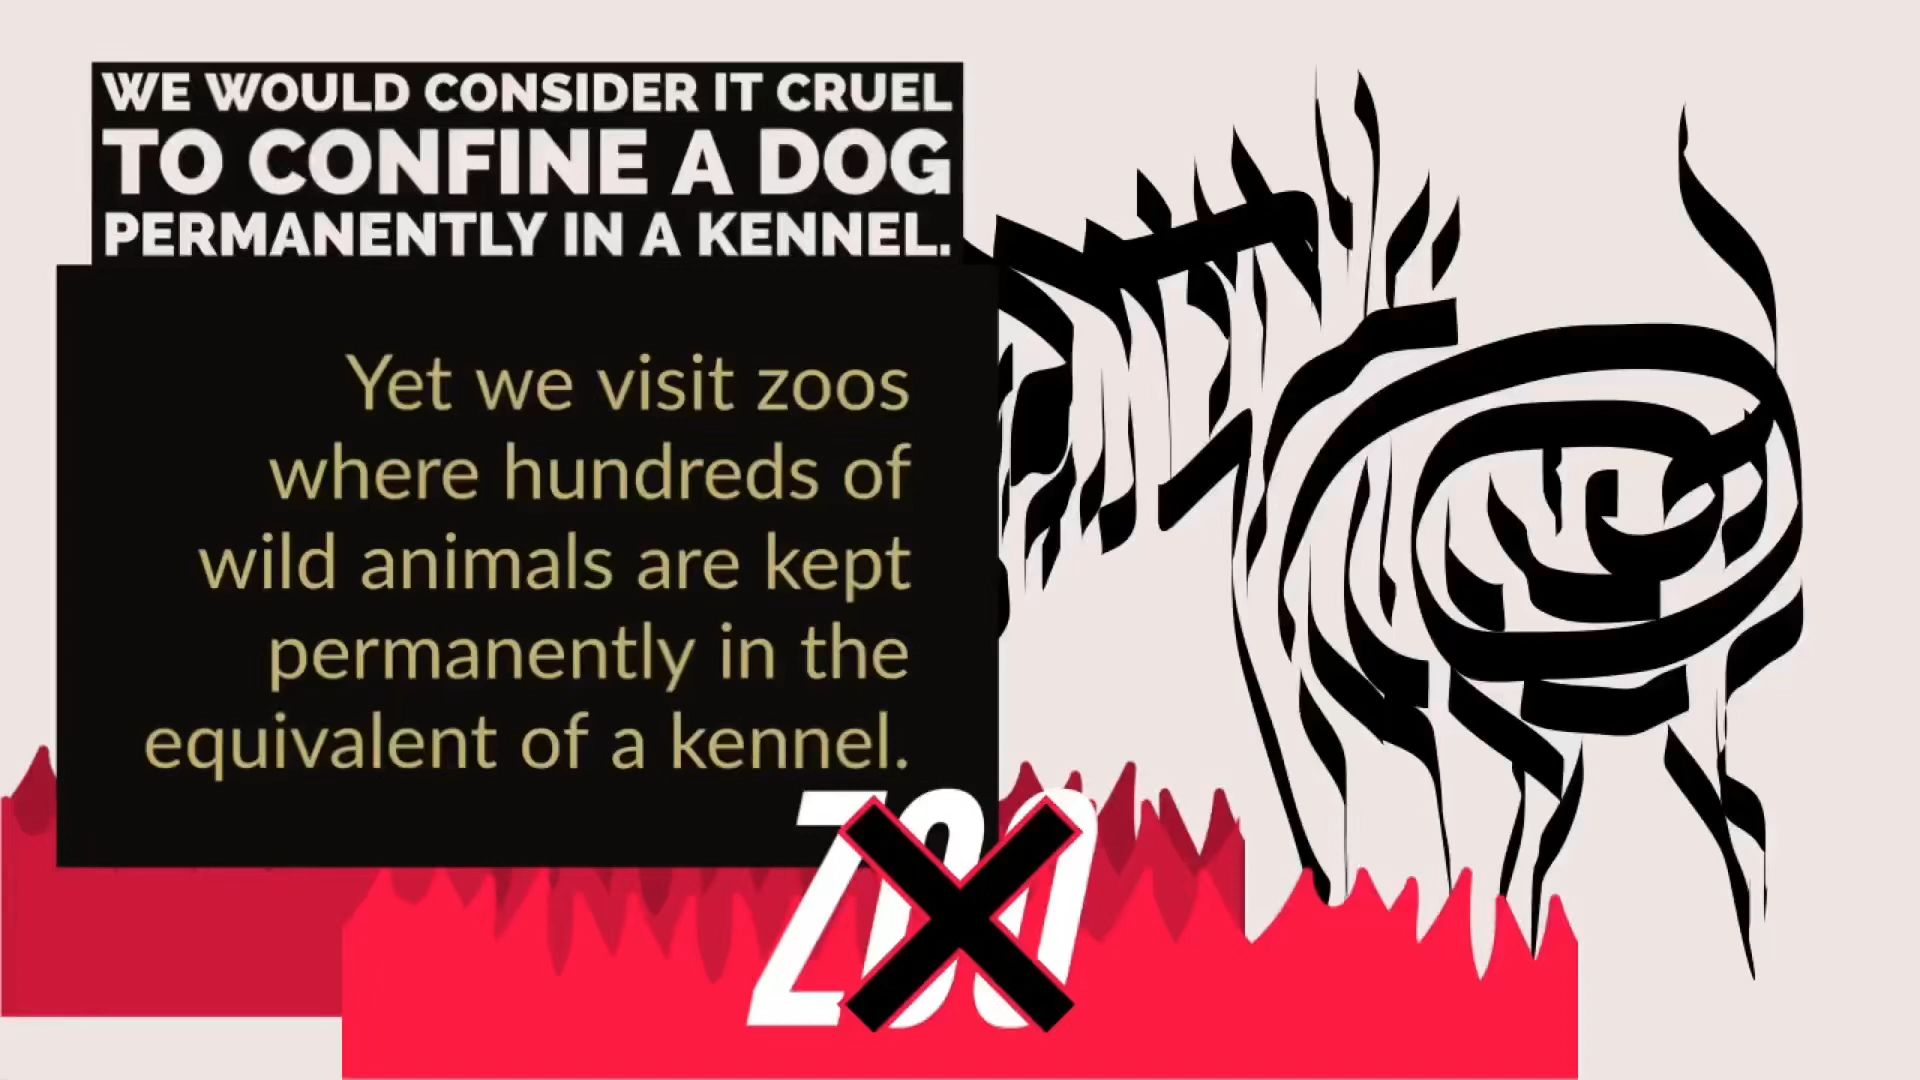 WE WOULD CONSIDER IT CRUEL
TO CONFINE A DOG
PERMANENTLY IN A KENNEL.
Yet we visit zoos
where hundreds of
wild animals are kept
permanently in the
equivalent of a kennel.
ZOO